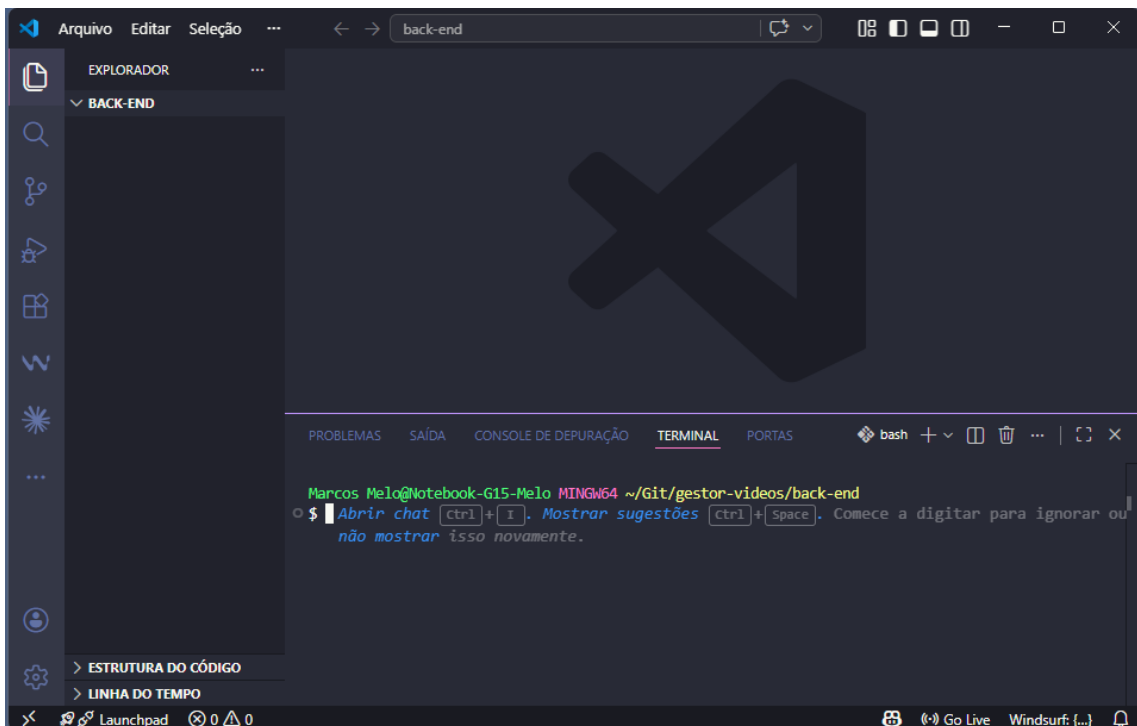 Arquivo Editar Seleção ··· ← → back-end
EXPLORADOR ···
BACK-END
PROBLEMAS SAÍDA CONSOLE DE DEPURAÇÃO TERMINAL PORTAS bash
Marcos Melo@Notebook-G15-Melo MINGW64 ~/Git/gestor-videos/back-end
$ Abrir chat Ctrl+I. Mostrar sugestões Ctrl+Space. Comece a digitar para ignorar ou
não mostrar isso novamente.
ESTRUTURA DO CÓDIGO
LINHA DO TEMPO
Launchpad 0 0 Go Live Windsurf: {...}